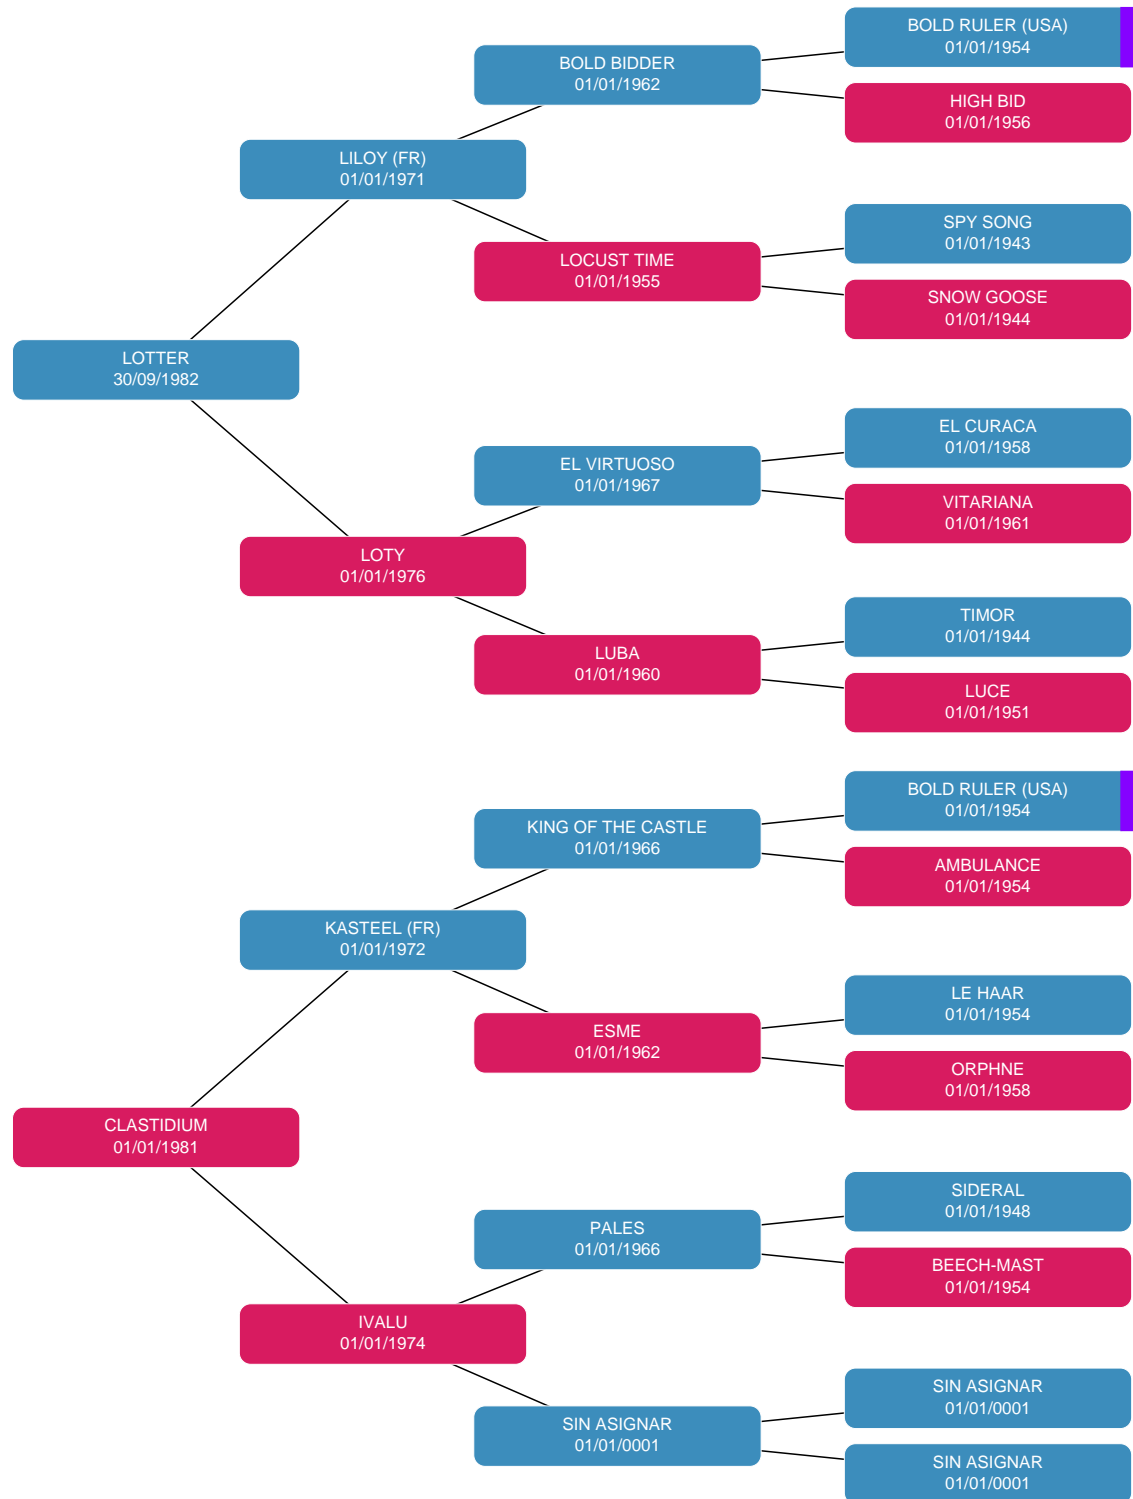 BOLD RULER (USA)
01/01/1954
BOLD BIDDER
01/01/1962
HIGH BID
01/01/1956
LILOY (FR)
01/01/1971
SPY SONG
01/01/1943
LOCUST TIME
01/01/1955
SNOW GOOSE
01/01/1944
LOTTER
30/09/1982
EL CURACA
01/01/1958
EL VIRTUOSO
01/01/1967
VITARIANA
01/01/1961
LOTY
01/01/1976
TIMOR
01/01/1944
LUBA
01/01/1960
LUCE
01/01/1951
BOLD RULER (USA)
01/01/1954
KING OF THE CASTLE
01/01/1966
AMBULANCE
01/01/1954
KASTEEL (FR)
01/01/1972
LE HAAR
01/01/1954
ESME
01/01/1962
ORPHNE
01/01/1958
CLASTIDIUM
01/01/1981
SIDERAL
01/01/1948
PALES
01/01/1966
BEECH-MAST
01/01/1954
IVALU
01/01/1974
SIN ASIGNAR
01/01/0001
SIN ASIGNAR
01/01/0001
SIN ASIGNAR
01/01/0001